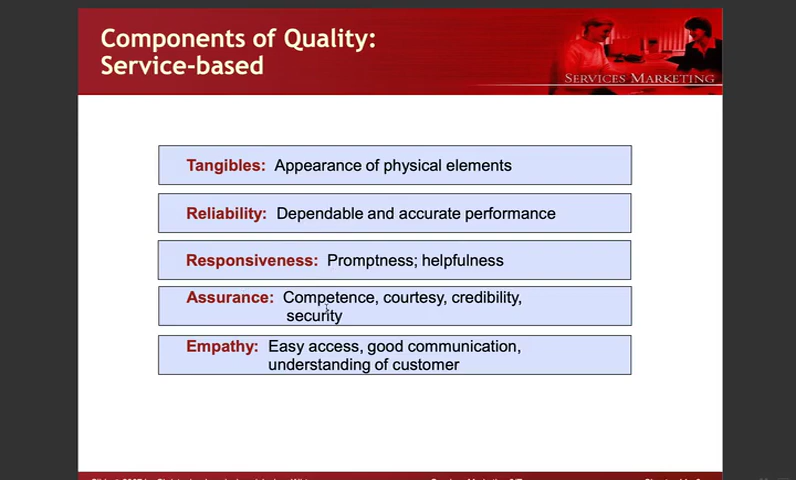 Components of Quality:
Service-based
SERVICES MARKETING
Tangibles: Appearance of physical elements
Reliability: Dependable and accurate performance
Responsiveness: Promptness; helpfulness
Assurance: Competence, courtesy, credibility,
security
Empathy: Easy access, good communication,
understanding of customer